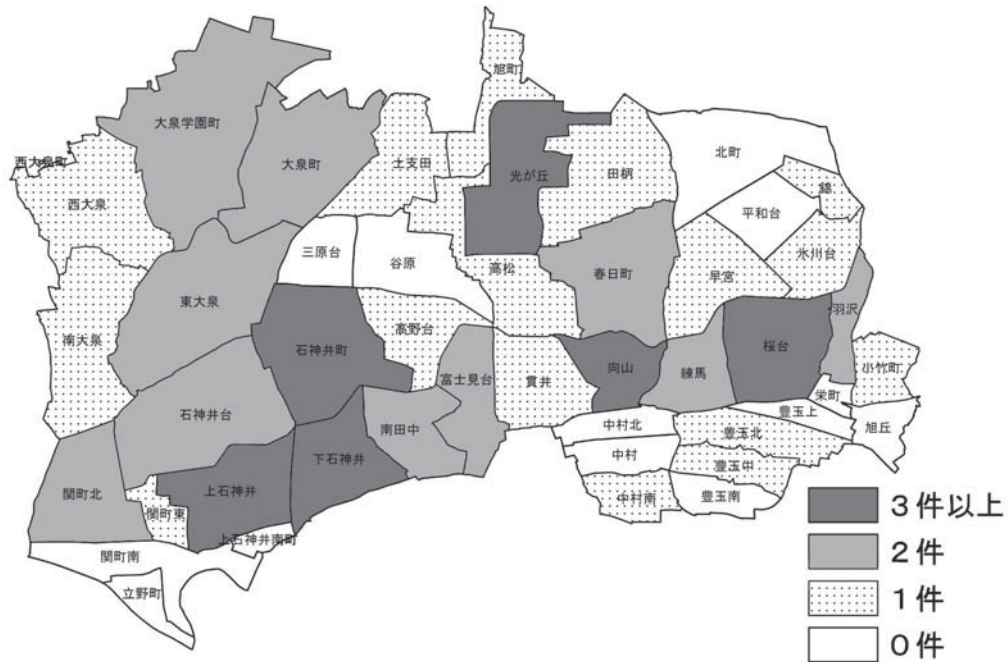 旭町
大泉学園町
大泉町
土支田
光が丘
田柄
北町
錦
西大泉町
西大泉
平和台
氷川台
三原台
谷原
高松
春日町
早宮
東大泉
羽沢
南大泉
高野台
石神井町
富士見台
貫井
向山
練馬
桜台
小竹町
栄町
石神井台
南田中
中村北
豊玉上
旭丘
豊玉北
下石神井
中村
豊玉中
関町北
上石神井
関町東
中村南
豊玉南
上石神井南町
関町南
立野町
3件以上
2件
1件
0件